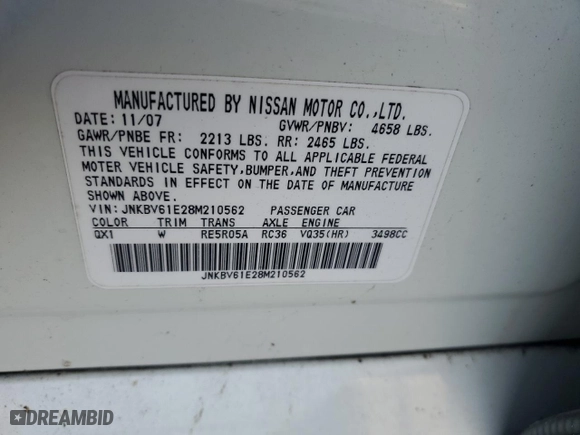 MANUFACTURED BY NISSAN MOTOR CO.,LTD.
DATE: 11/07 GVWR/PNBV: 4658 LBS.
GAWR/PNBE FR: 2213 LBS. RR: 2465 LBS.
THIS VEHICLE CONFORMS TO ALL APPLICABLE FEDERAL
MOTOR VEHICLE SAFETY,BUMPER,AND THEFT PREVENTION
STANDARDS IN EFFECT ON THE DATE OF MANUFACTURE
SHOWN ABOVE.
VIN: JNKBV61E28M210562 PASSENGER CAR
COLOR TRIM TRANS AXLE ENGINE
QX1 W RE5R05A RC36 VQ35(HR) 3498CC
JNKBV61E28M210562
DREAMBID